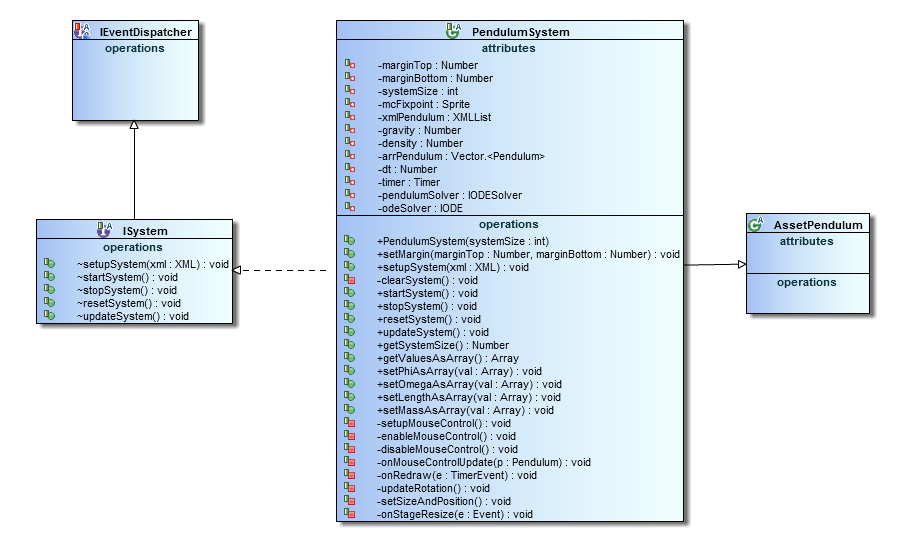 IEventDispatcher
operations
ISystem
operations
~setupSystem(xml : XML) : void
~startSystem() : void
~stopSystem() : void
~resetSystem() : void
~updateSystem() : void
PendulumSystem
attributes
-marginTop : Number
-marginBottom : Number
-systemSize : int
-mcFixpoint : Sprite
-xmlPendulum : XMLList
-gravity : Number
-density : Number
-arrPendulum : Vector.<Pendulum>
-dt : Number
-timer : Timer
-pendulumSolver : IODESolver
-odeSolver : IODE
operations
+PendulumSystem(systemSize : int)
+setMargin(marginTop : Number, marginBottom : Number) : void
+setupSystem(xml : XML) : void
-clearSystem() : void
+startSystem() : void
+stopSystem() : void
+resetSystem() : void
+updateSystem() : void
+getSystemSize() : Number
+getValuesAsArray() : Array
+setPhiAsArray(val : Array) : void
+setOmegaAsArray(val : Array) : void
+setLengthAsArray(val : Array) : void
+setMassAsArray(val : Array) : void
-setupMouseControl() : void
-enableMouseControl() : void
-disableMouseControl() : void
-onMouseControlUpdate(p : Pendulum) : void
-onRedraw(e : TimerEvent) : void
-updateRotation() : void
-setSizeAndPosition() : void
-onStageResize(e : Event) : void
AssetPendulum
attributes
operations